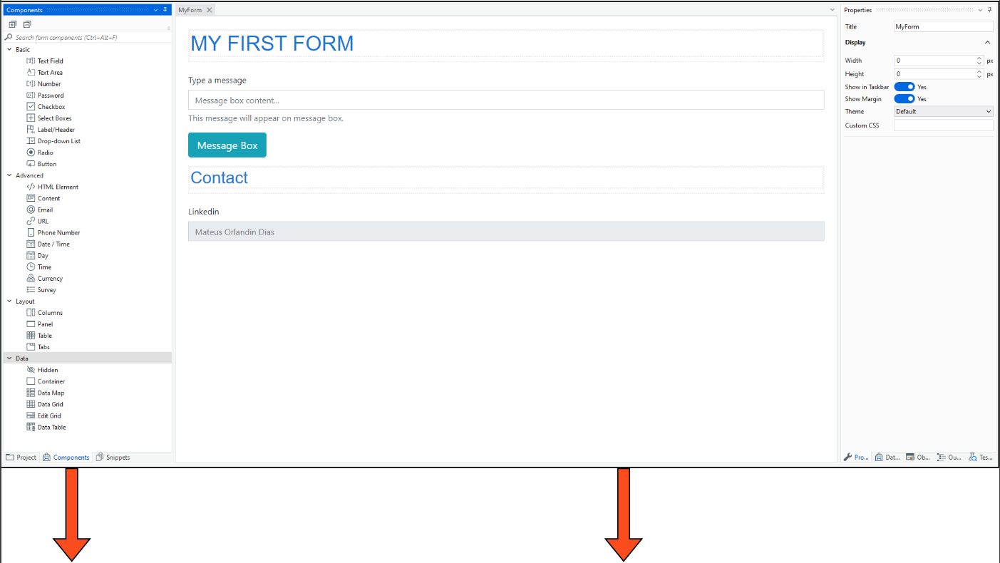 Components
Search form components (Ctrl+Alt+F)
Basic
Text Field
Text Area
Number
Password
Checkbox
Select Boxes
Label/Header
Drop-down List
Radio
Button
Advanced
HTML Element
Content
Email
URL
Phone Number
Date / Time
Day
Time
Currency
Survey
Layout
Columns
Panel
Table
Tabs
Data
Hidden
Container
Data Map
Data Grid
Edit Grid
Data Table
Project Components Snippets
MyForm
MY FIRST FORM
Type a message
Message box content...
This message will appear on message box.
Message Box
Contact
Linkedin
Mateus Orlandin Dias
Properties
Title MyForm
Display
Width 0 px
Height 0 px
Show in Taskbar Yes
Show Margin Yes
Theme Default
Custom CSS
Pro... Dat... Ob... Ou... Tes...